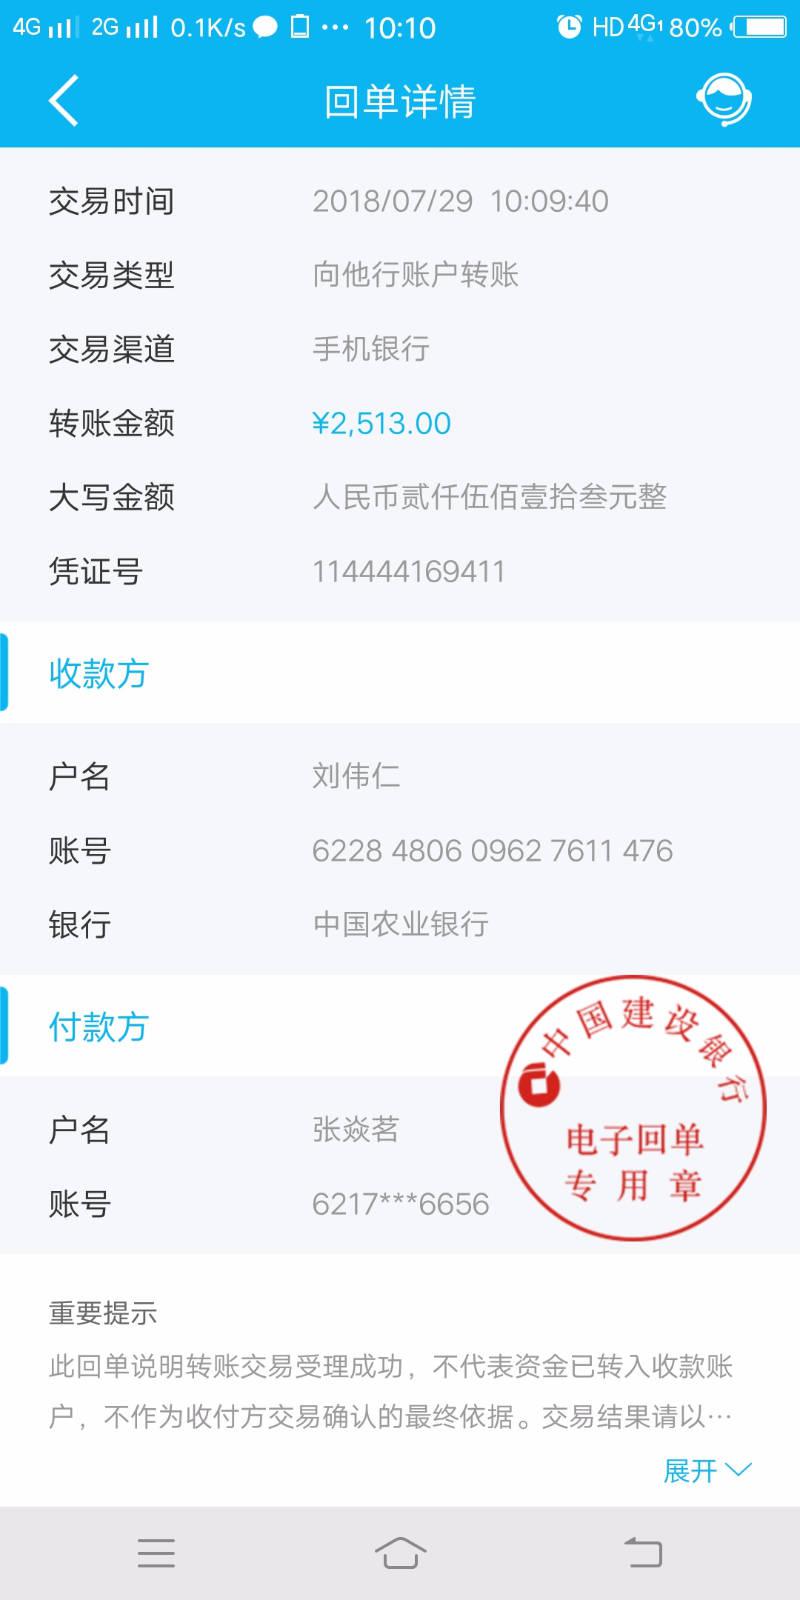 4G 2G 0.1K/s ··· 10:10 HD 4G1 80%
回单详情
交易时间 2018/07/29 10:09:40
交易类型 向他行账户转账
交易渠道 手机银行
转账金额 ¥2,513.00
大写金额 人民币贰仟伍佰壹拾叁元整
凭证号 114444169411
收款方
户名 刘伟仁
账号 6228 4806 0962 7611 476
银行 中国农业银行
付款方
中国建设银行
电子回单
专用章
户名 张焱茗
账号 6217***6656
重要提示
此回单说明转账交易受理成功，不代表资金已转入收款账
户，不作为收付方交易确认的最终依据。交易结果请以···
展开